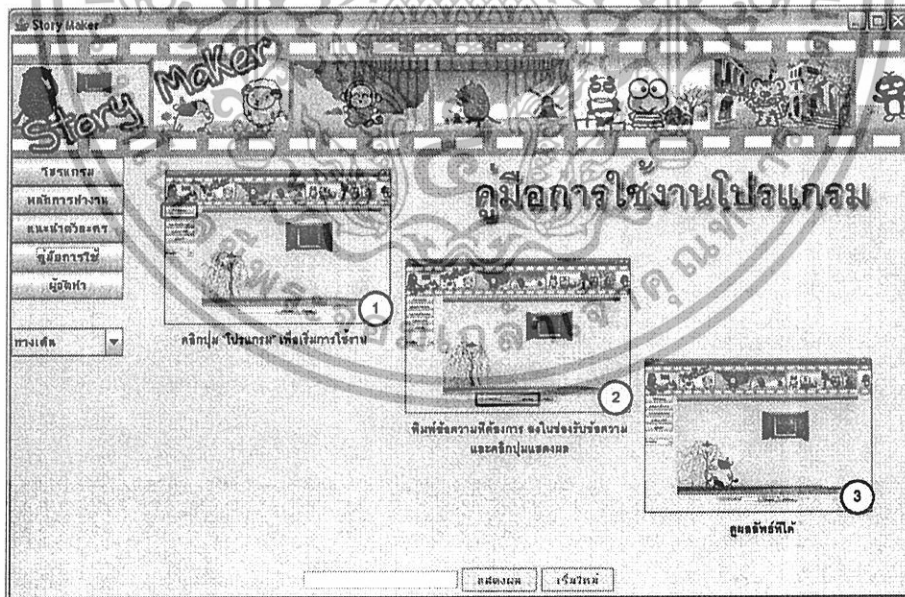 Story Maker
Story Maker
โปรแกรม
หลักการทำงาน
แนะนำตัวละคร
คู่มือการใช้
ผู้จัดทำ
ทางเดิน
คู่มือการใช้งานโปรแกรม
1
คลิกปุ่ม "โปรแกรม" เพื่อเริ่มการใช้งาน
2
พิมพ์ข้อความที่ต้องการ ลงในช่องรับข้อความ
และคลิกปุ่มแสดงผล
3
ดูผลลัพธ์ที่ได้
แสดงผล
เริ่มใหม่